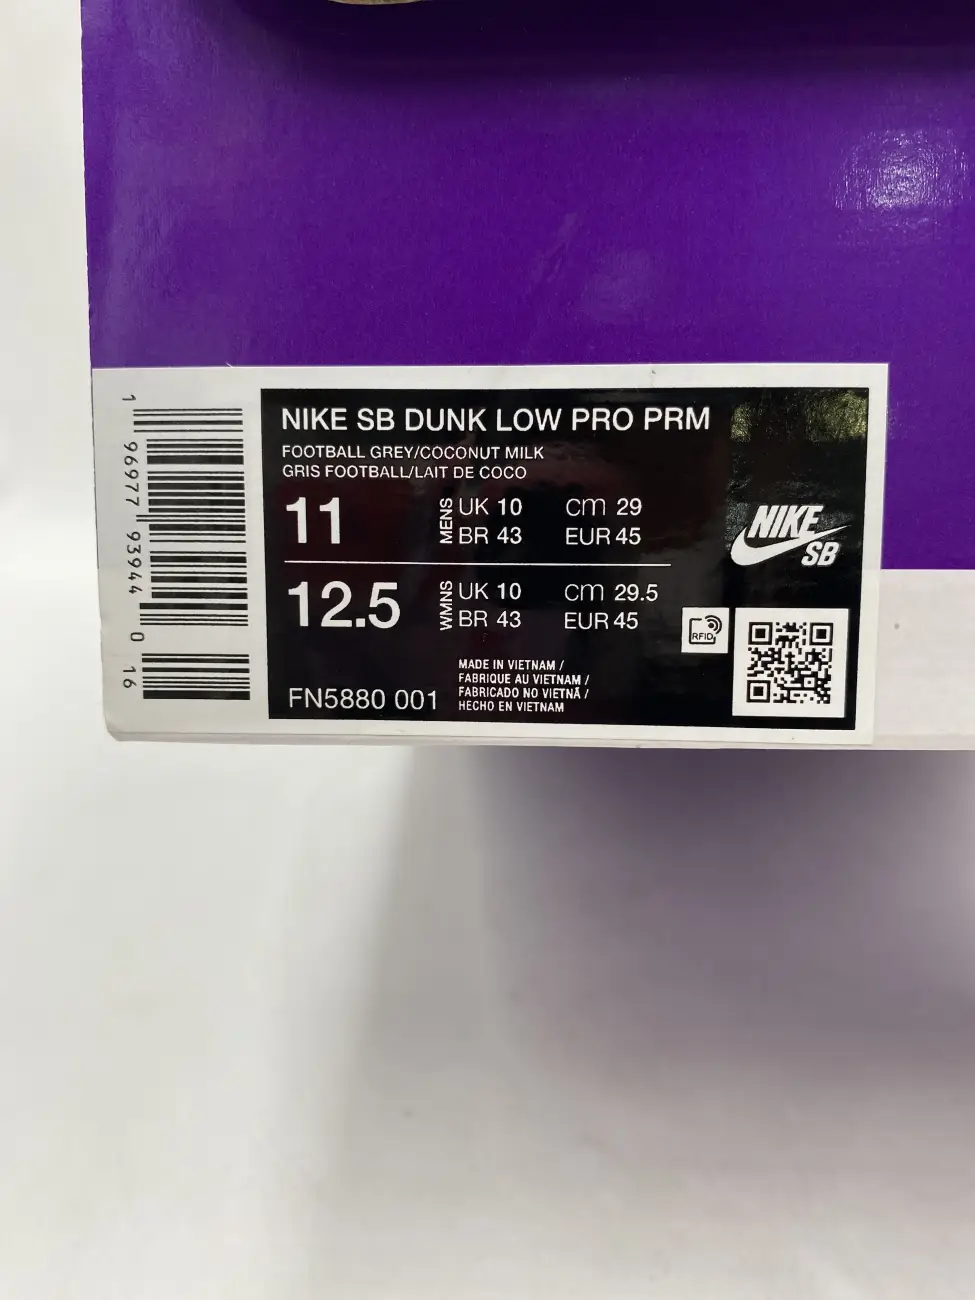 NIKE SB DUNK LOW PRO PRM
FOOTBALL GREY/COCONUT MILK
GRIS FOOTBALL/LAIT DE COCO
11 MENS UK 10 cm 29
BR 43 EUR 45
12.5 WMNS UK 10 cm 29.5
BR 43 EUR 45
NIKE
SB
RFID
MADE IN VIETNAM /
FABRIQUE AU VIETNAM /
FABRICADO NO VIETNÃ /
HECHO EN VIETNAM
FN5880 001
1 96977 93944 0 16